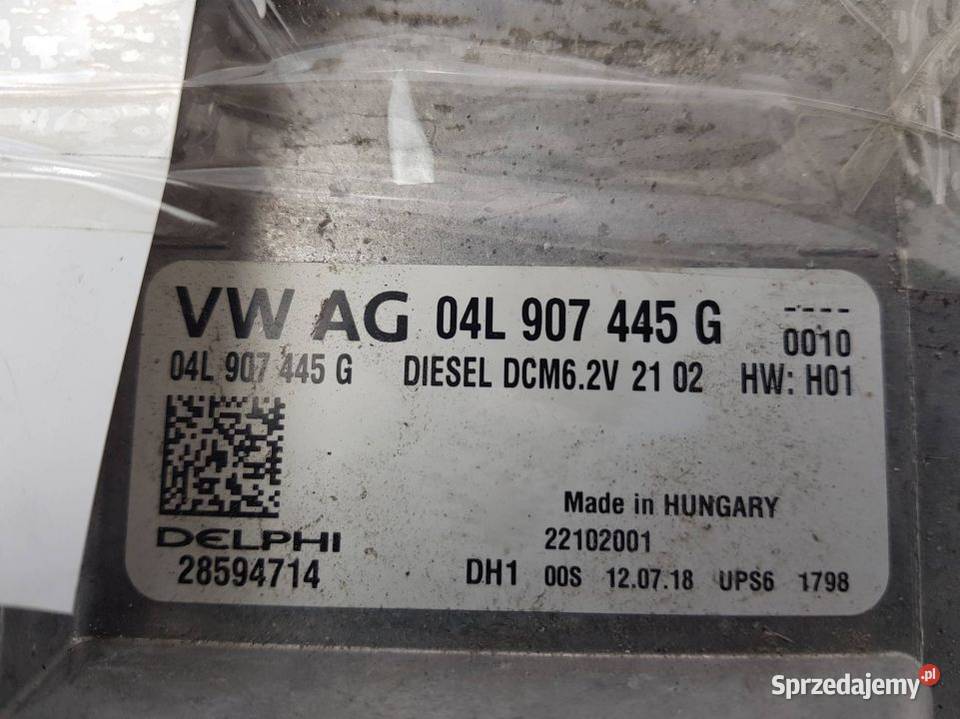 VW AG 04L 907 445 G ----
0010
04L 907 445 G DIESEL DCM6.2V 21 02 HW: H01
Made in HUNGARY
DELPHI 22102001
28594714 DH1 00S 12.07.18 UPS6 1798
Sprzedajemy.pl